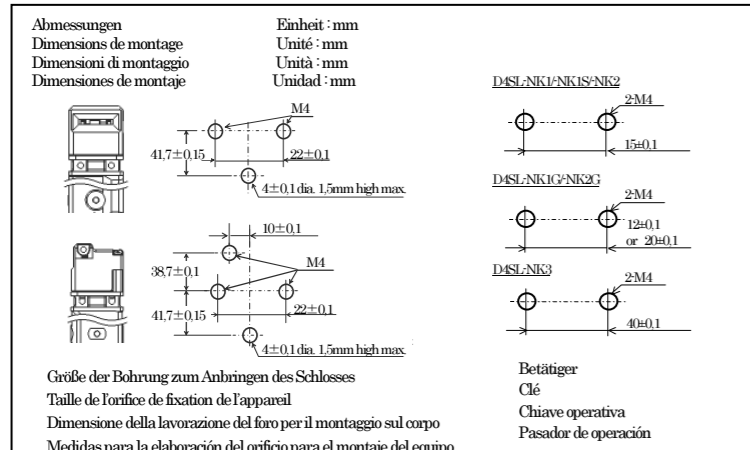 Abmessungen Einheit : mm
Dimensions de montage Unité : mm
Dimensioni di montaggio Unità : mm
Dimensiones de montaje Unidad : mm
M4
41,7±0,15
22±0,1
4±0,1 dia. 1,5mm high max.
10±0,1
38,7±0,1
M4
41,7±0,15
22±0,1
4±0,1 dia. 1,5mm high max.
Größe der Bohrung zum Anbringen des Schlosses
Taille de l'orifice de fixation de l'appareil
Dimensione della lavorazione del foro per il montaggio sul corpo
Medidas para la elaboración del orificio para el montaje del equipo
D4SL-NK1/-NK1S/-NK2
2-M4
15±0,1
D4SL-NK1G/-NK2G
2-M4
12±0,1
or 20±0,1
D4SL-NK3
2-M4
40±0,1
Betätiger
Clé
Chiave operativa
Pasador de operación